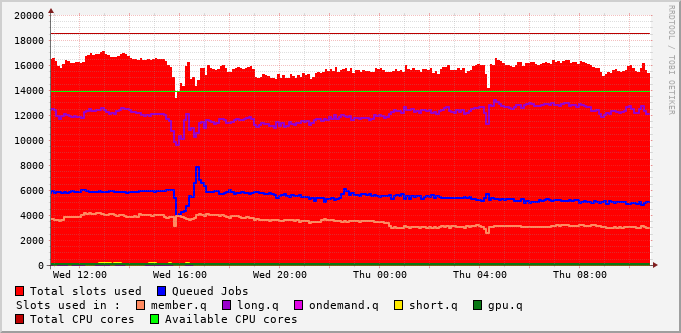 20000
18000
16000
14000
12000
10000
8000
6000
4000
2000
0
Wed 12:00 Wed 16:00 Wed 20:00 Thu 00:00 Thu 04:00 Thu 08:00
RRDTOOL / TOBI OETIKER
Total slots used Queued Jobs
Slots used in : member.q long.q ondemand.q short.q gpu.q
Total CPU cores Available CPU cores